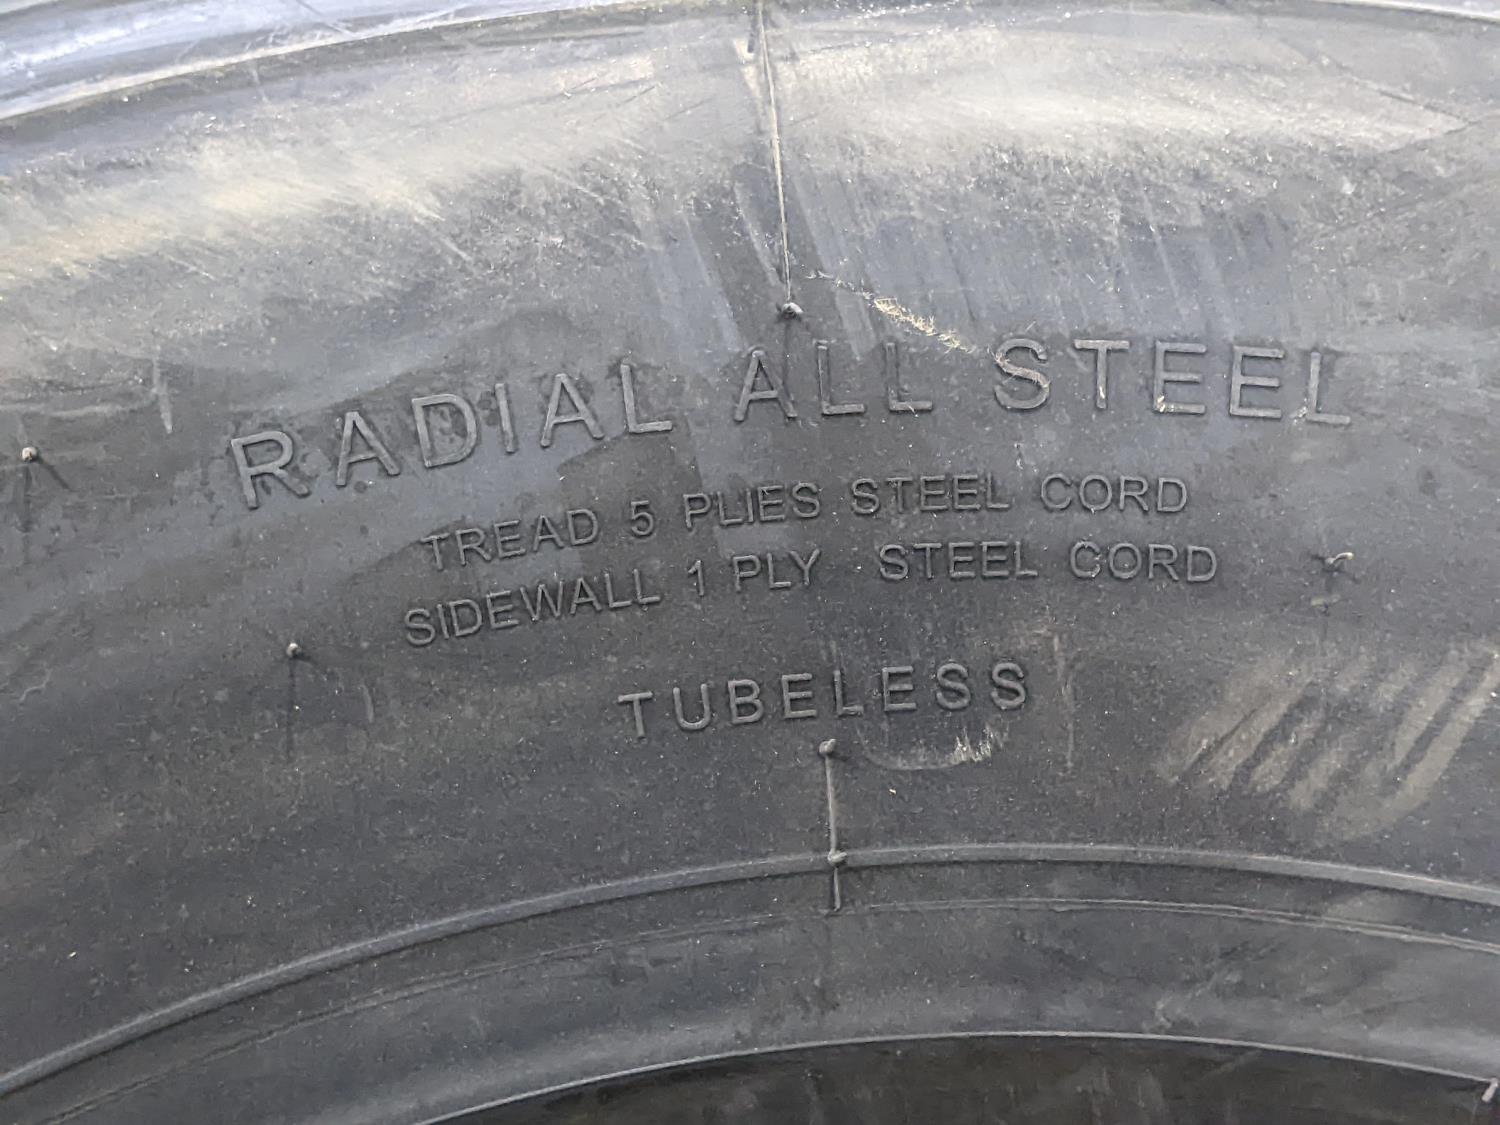 RADIAL ALL STEEL
TREAD 5 PLIES STEEL CORD
SIDEWALL 1 PLY STEEL CORD
TUBELESS